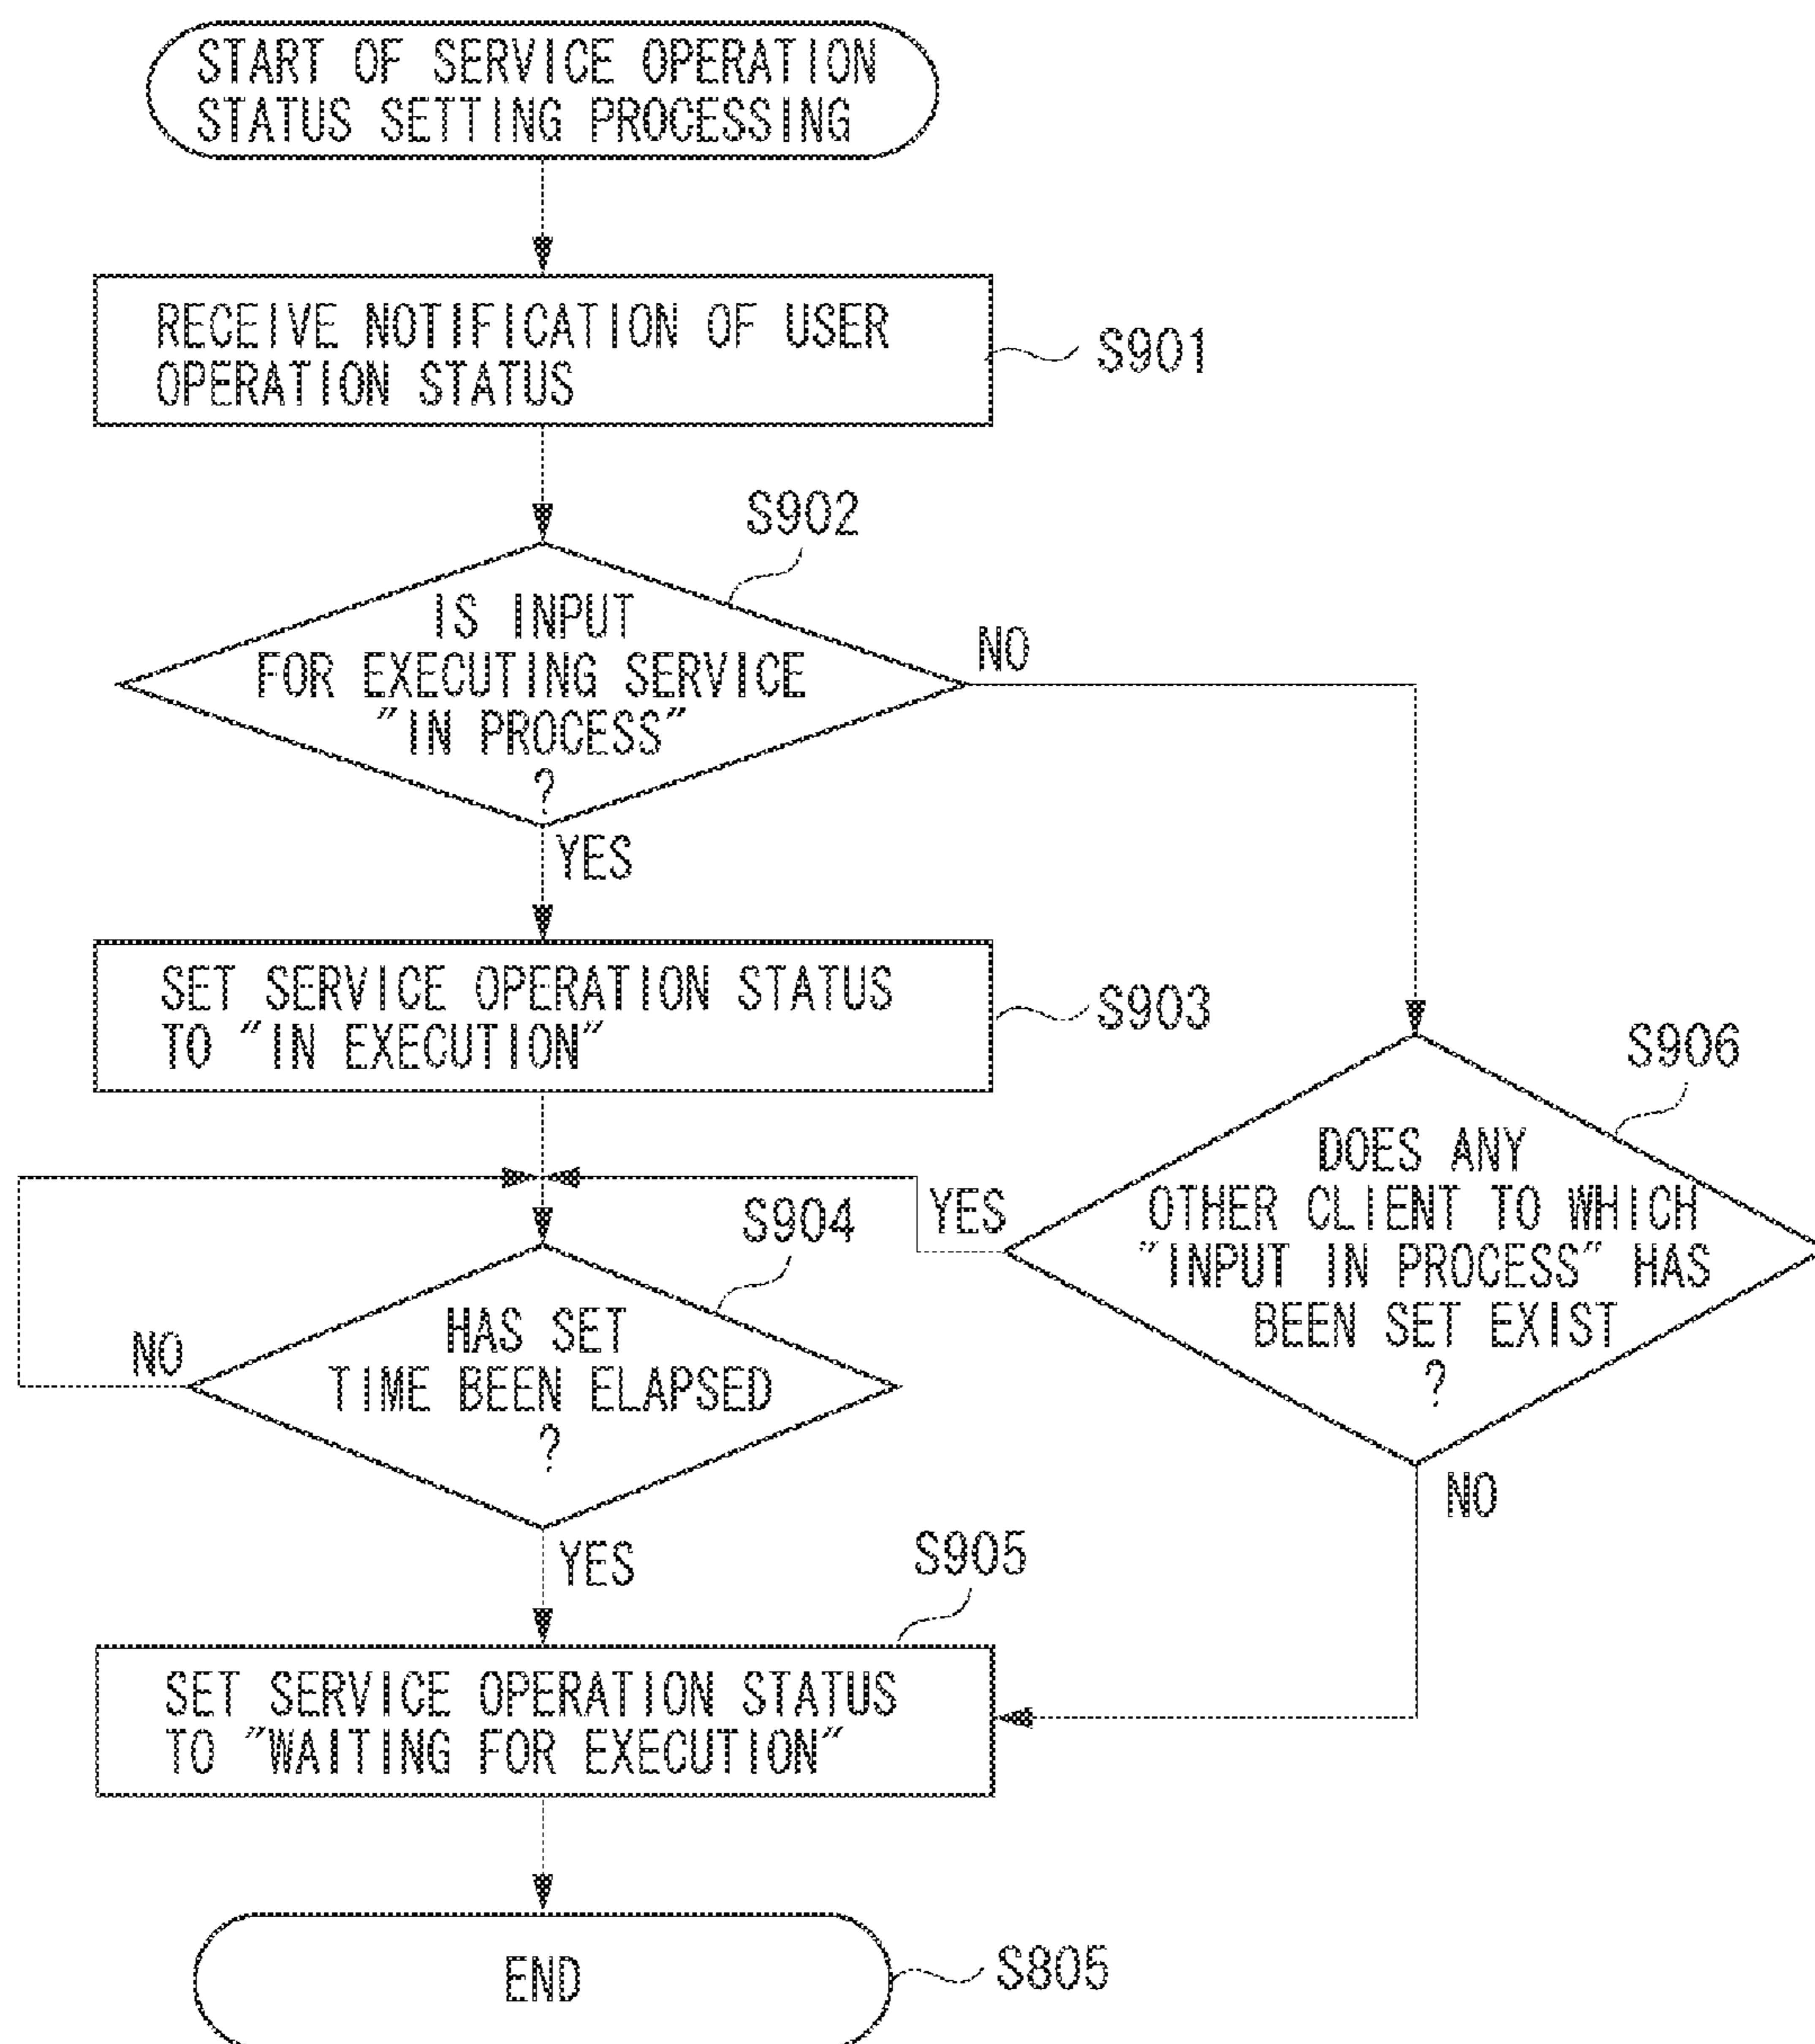 START OF SERVICE OPERATION
STATUS SETTING PROCESSING
RECEIVE NOTIFICATION OF USER
OPERATION STATUS
S901
S902
IS INPUT
FOR EXECUTING SERVICE
"IN PROCESS"
?
NO
YES
SET SERVICE OPERATION STATUS
TO "IN EXECUTION"
S903
S906
DOES ANY
OTHER CLIENT TO WHICH
"INPUT IN PROCESS" HAS
BEEN SET EXIST
?
YES
NO
S904
HAS SET
TIME BEEN ELAPSED
?
NO
YES
S905
SET SERVICE OPERATION STATUS
TO "WAITING FOR EXECUTION"
END
S805